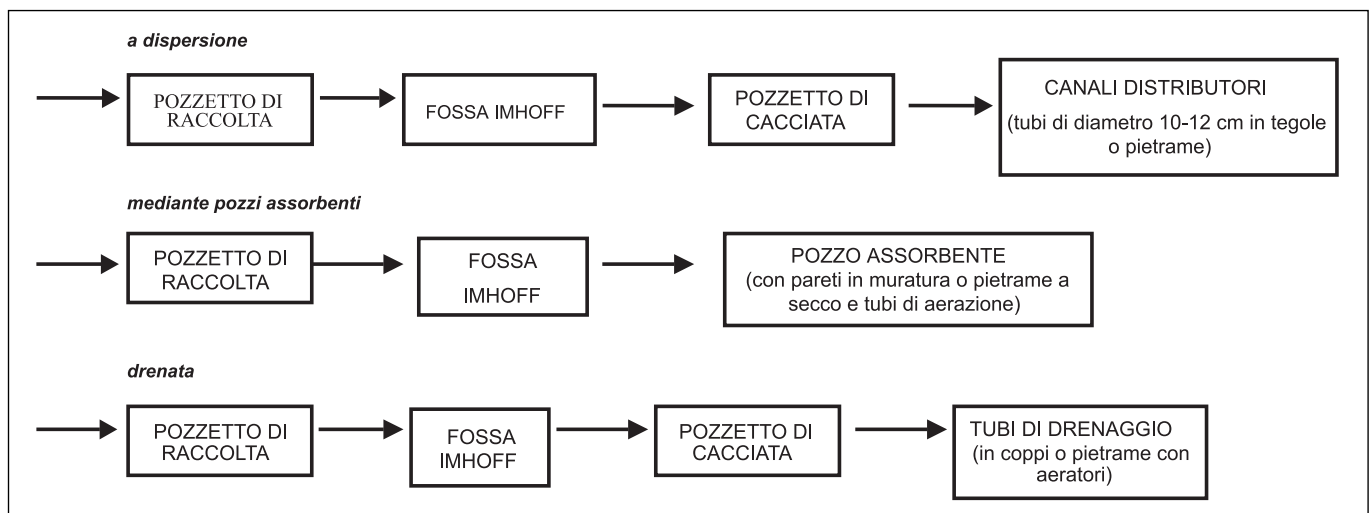 a dispersione
POZZETTO DI
RACCOLTA
FOSSA IMHOFF
POZZETTO DI
CACCIATA
CANALI DISTRIBUTORI
(tubi di diametro 10-12 cm in tegole
o pietrame)
mediante pozzi assorbenti
POZZETTO DI
RACCOLTA
FOSSA
IMHOFF
POZZO ASSORBENTE
(con pareti in muratura o pietrame a
secco e tubi di aerazione)
drenata
POZZETTO DI
RACCOLTA
FOSSA
IMHOFF
POZZETTO DI
CACCIATA
TUBI DI DRENAGGIO
(in coppi o pietrame con
aeratori)